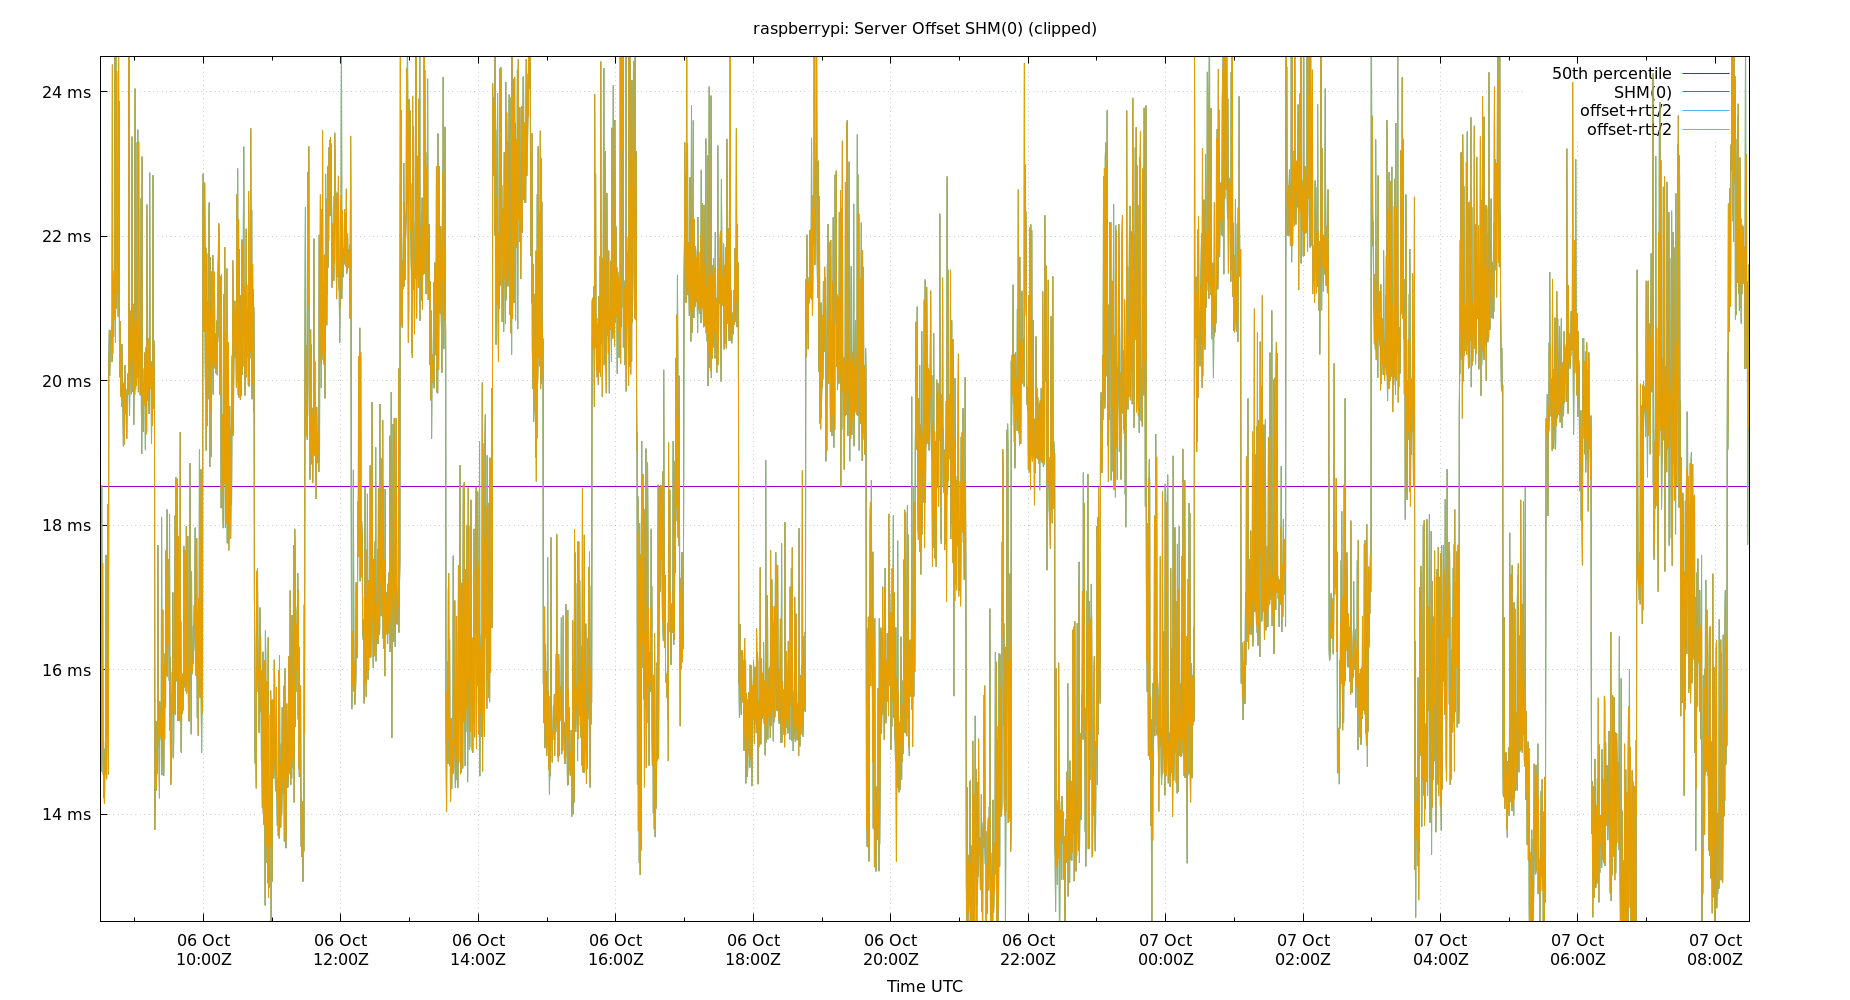 raspberrypi: Server Offset SHM(0) (clipped)
50th percentile
SHM(0)
offset+rtt/2
offset-rtt/2
24 ms
22 ms
20 ms
18 ms
16 ms
14 ms
06 Oct 06 Oct 06 Oct 06 Oct 06 Oct 06 Oct 06 Oct 07 Oct 07 Oct 07 Oct 07 Oct 07 Oct
10:00Z 12:00Z 14:00Z 16:00Z 18:00Z 20:00Z 22:00Z 00:00Z 02:00Z 04:00Z 06:00Z 08:00Z
Time UTC